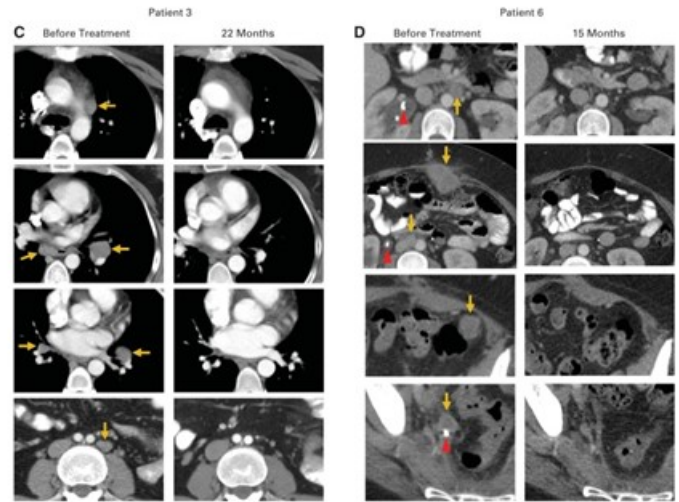 Patient 3
Patient 6
C
Before Treatment
22 Months
D
Before Treatment
15 Months